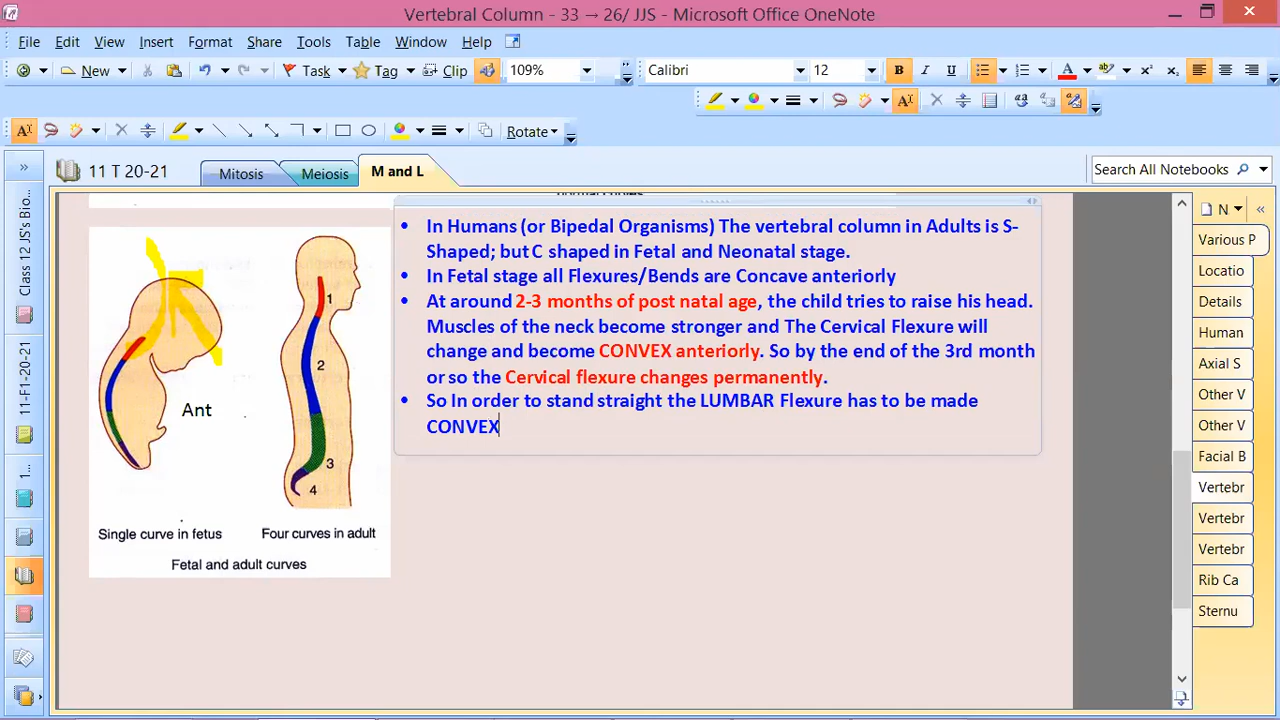 Vertebral Column - 33 → 26/ JJS - Microsoft Office OneNote
File Edit View Insert Format Share Tools Table Window Help
New Task Tag Clip 109% Calibri 12 B I U
Rotate
11 T 20-21 Mitosis Meiosis M and L Search All Notebooks
Class 12 JJSs Bio...
11-F1-20-21
1...
N
Various P
Locatio
Details
Human
Axial S
Other V
Other V
Facial B
Vertebr
Vertebr
Vertebr
Rib Ca
Sternu
• In Humans (or Bipedal Organisms) The vertebral column in Adults is S-
Shaped; but C shaped in Fetal and Neonatal stage.
• In Fetal stage all Flexures/Bends are Concave anteriorly
• At around 2-3 months of post natal age, the child tries to raise his head.
Muscles of the neck become stronger and The Cervical Flexure will
change and become CONVEX anteriorly. So by the end of the 3rd month
or so the Cervical flexure changes permanently.
• So In order to stand straight the LUMBAR Flexure has to be made
CONVEX
Ant
1
2
3
4
Single curve in fetus Four curves in adult
Fetal and adult curves